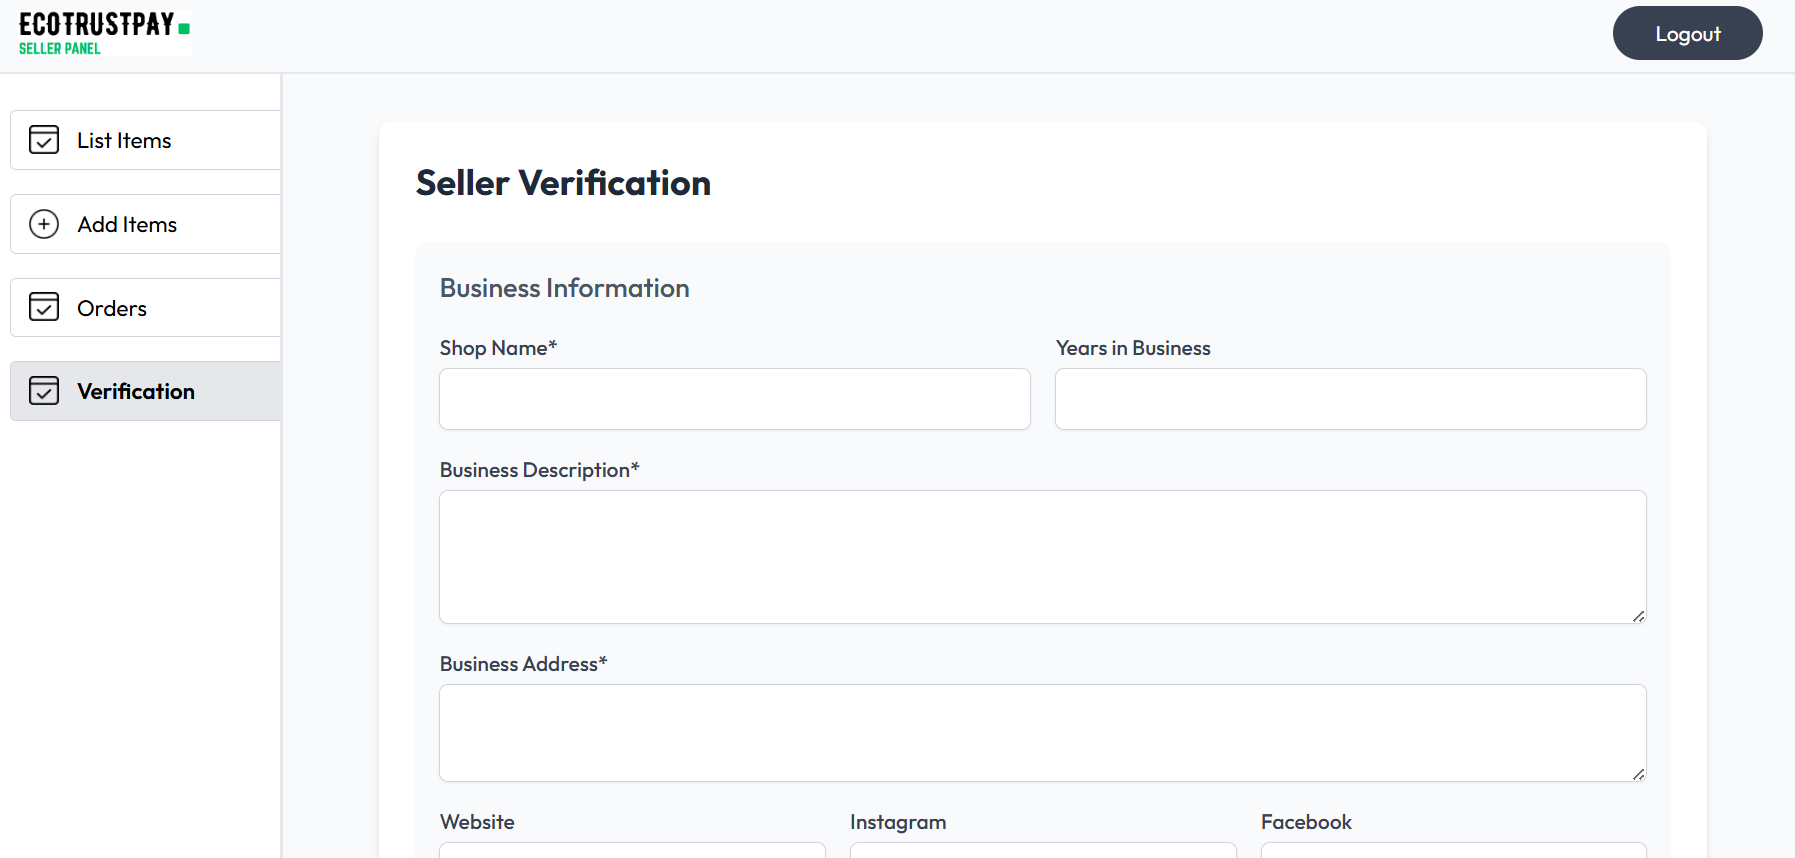 ECOTRUSTPAY
SELLER PANEL
Logout
List Items
Add Items
Orders
Verification
Seller Verification
Business Information
Shop Name*
Years in Business
Business Description*
Business Address*
Website
Instagram
Facebook